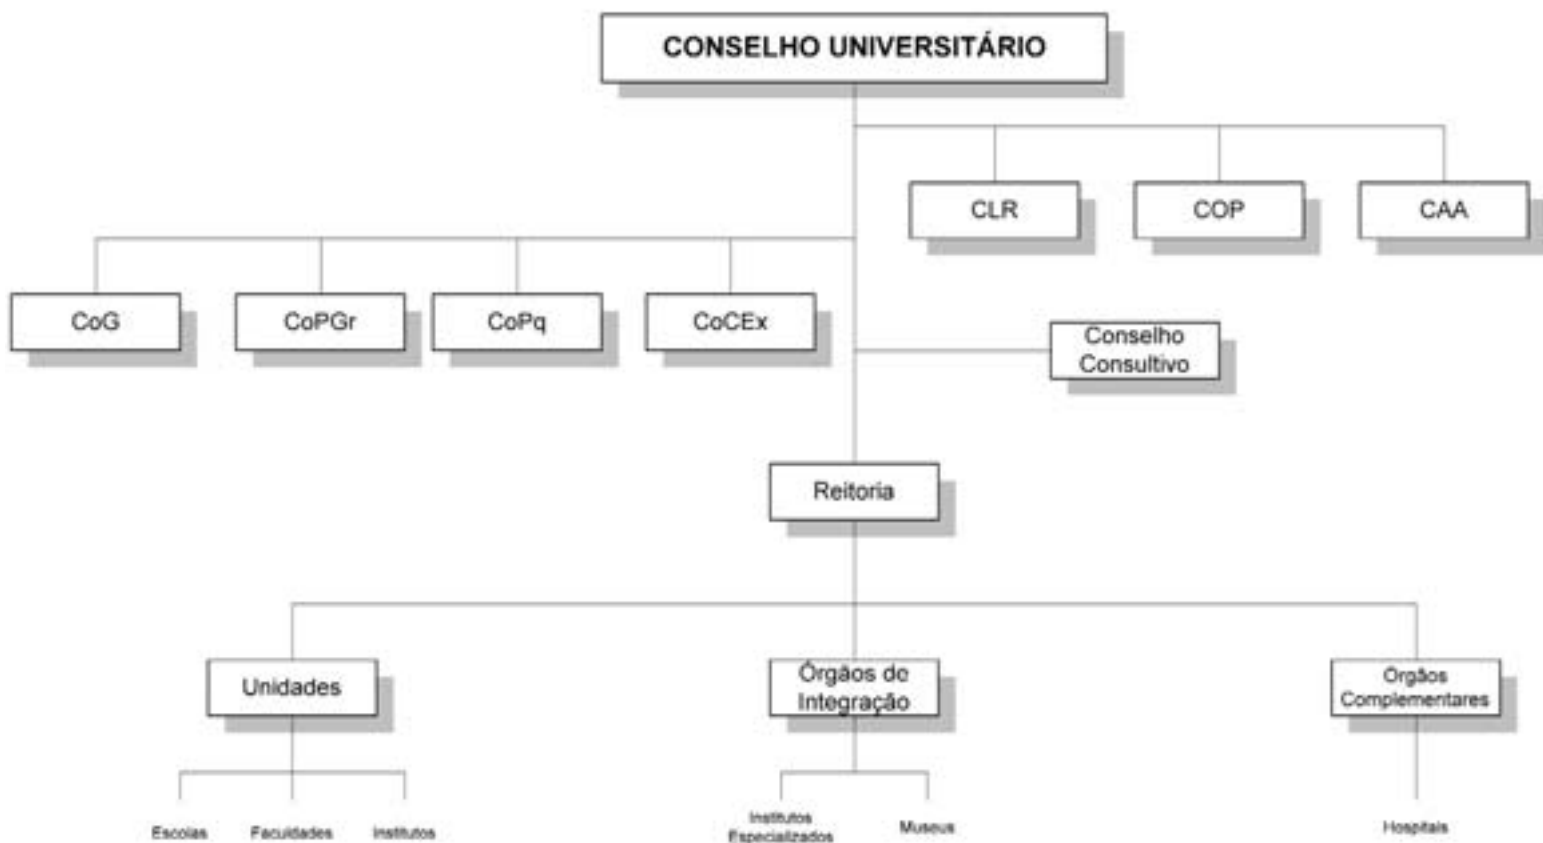 CONSELHO UNIVERSITÁRIO
CLR
COP
CAA
CoG
CoPGr
CoPq
CoCEx
Conselho
Consultivo
Reitoria
Unidades
Órgãos de
Integração
Órgãos
Complementares
Escolas
Faculdades
Institutos
Institutos
Especializados
Museus
Hospitais